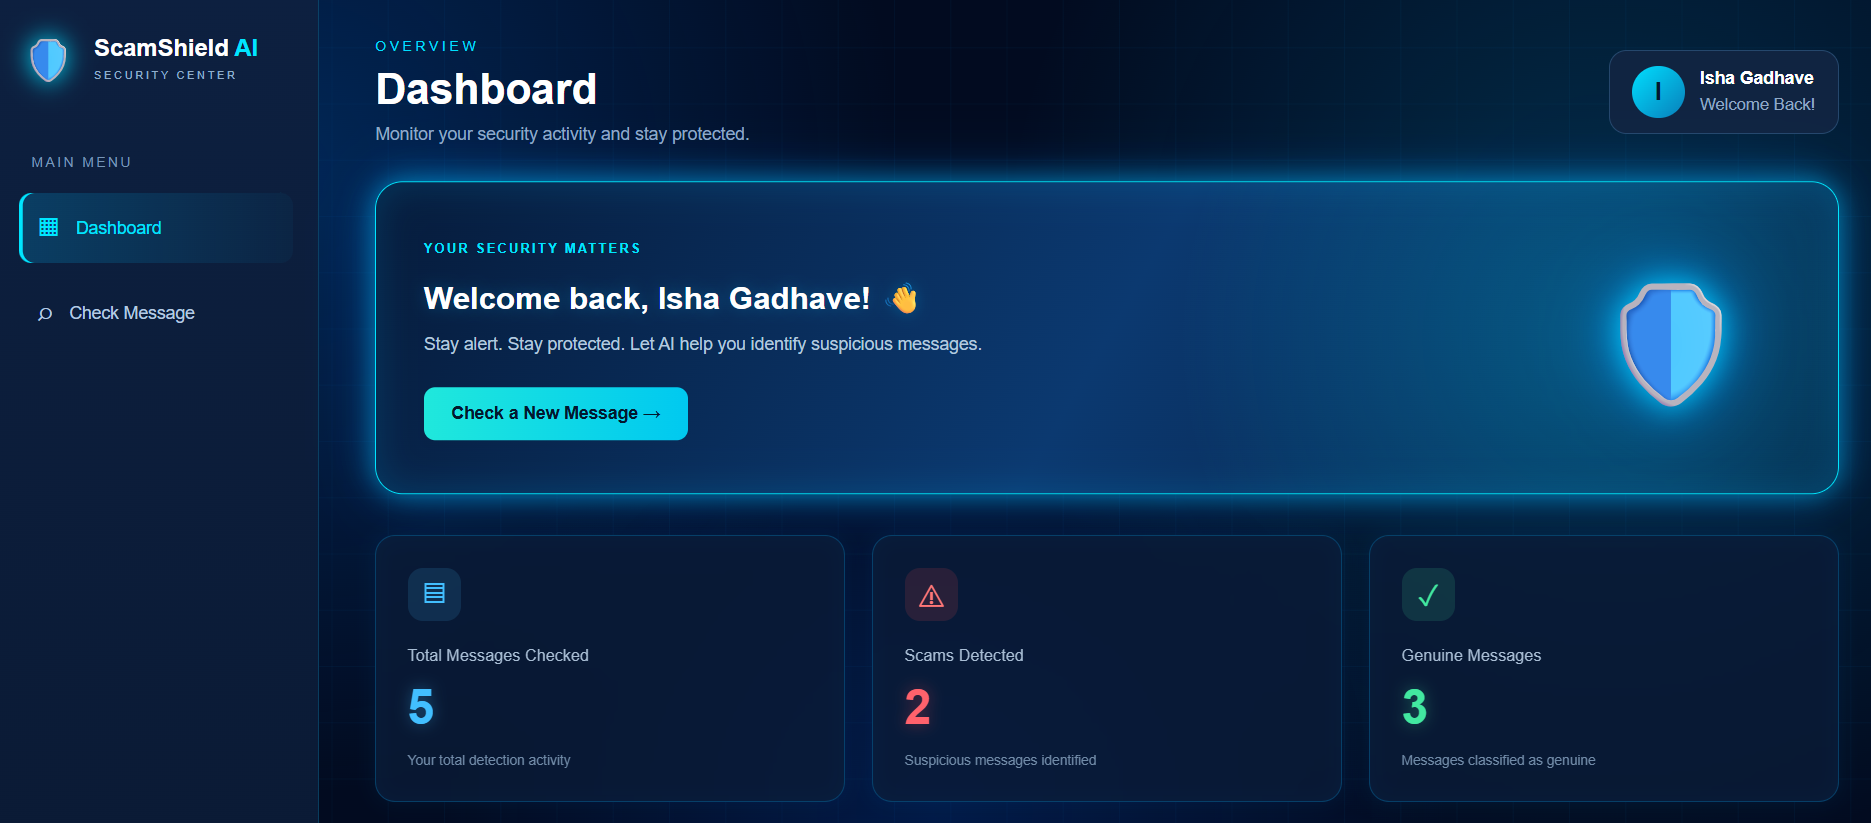 ScamShield AI
SECURITY CENTER
MAIN MENU
Dashboard
Check Message
OVERVIEW
Dashboard
Monitor your security activity and stay protected.
I
Isha Gadhave
Welcome Back!
YOUR SECURITY MATTERS
Welcome back, Isha Gadhave! 👋
Stay alert. Stay protected. Let AI help you identify suspicious messages.
Check a New Message →
Total Messages Checked
5
Your total detection activity
Scams Detected
2
Suspicious messages identified
Genuine Messages
3
Messages classified as genuine